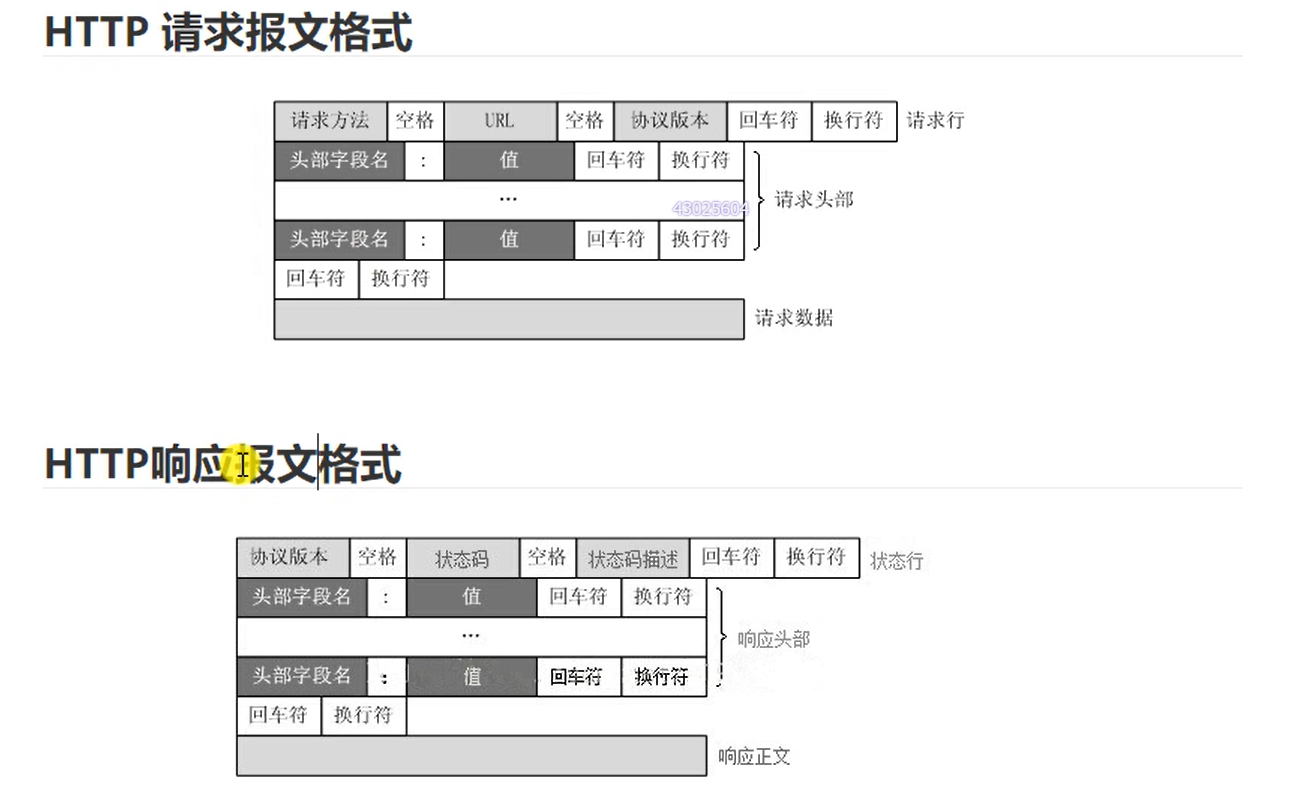 HTTP 请求报文格式
请求方法 空格 URL 空格 协议版本 回车符 换行符 请求行
头部字段名 : 值 回车符 换行符
... 请求头部
43025604
头部字段名 : 值 回车符 换行符
回车符 换行符
请求数据
HTTP响应报文格式
协议版本 空格 状态码 空格 状态码描述 回车符 换行符 状态行
头部字段名 : 值 回车符 换行符
... 响应头部
头部字段名 : 值 回车符 换行符
回车符 换行符
响应正文